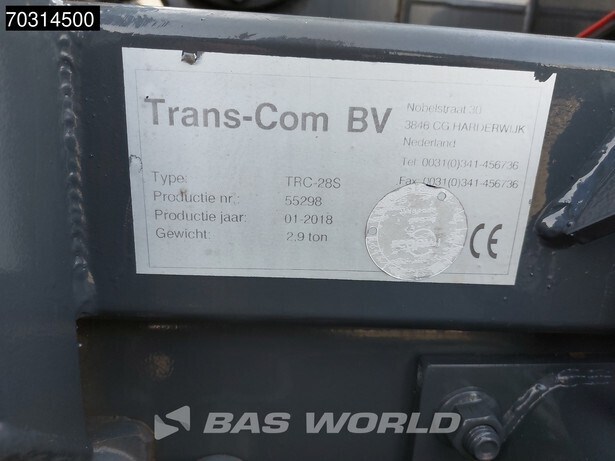 70314500
Trans-Com BV
Nobelstraat 30
3846 CG HARDERWIJK
Nederland
Tel: 0031(0)341-456736
Fax: 0031(0)341-456736
Type: TRC-28S
Productie nr.: 55298
Productie jaar: 01-2018
Gewicht: 2,9 ton
CE
BAS WORLD